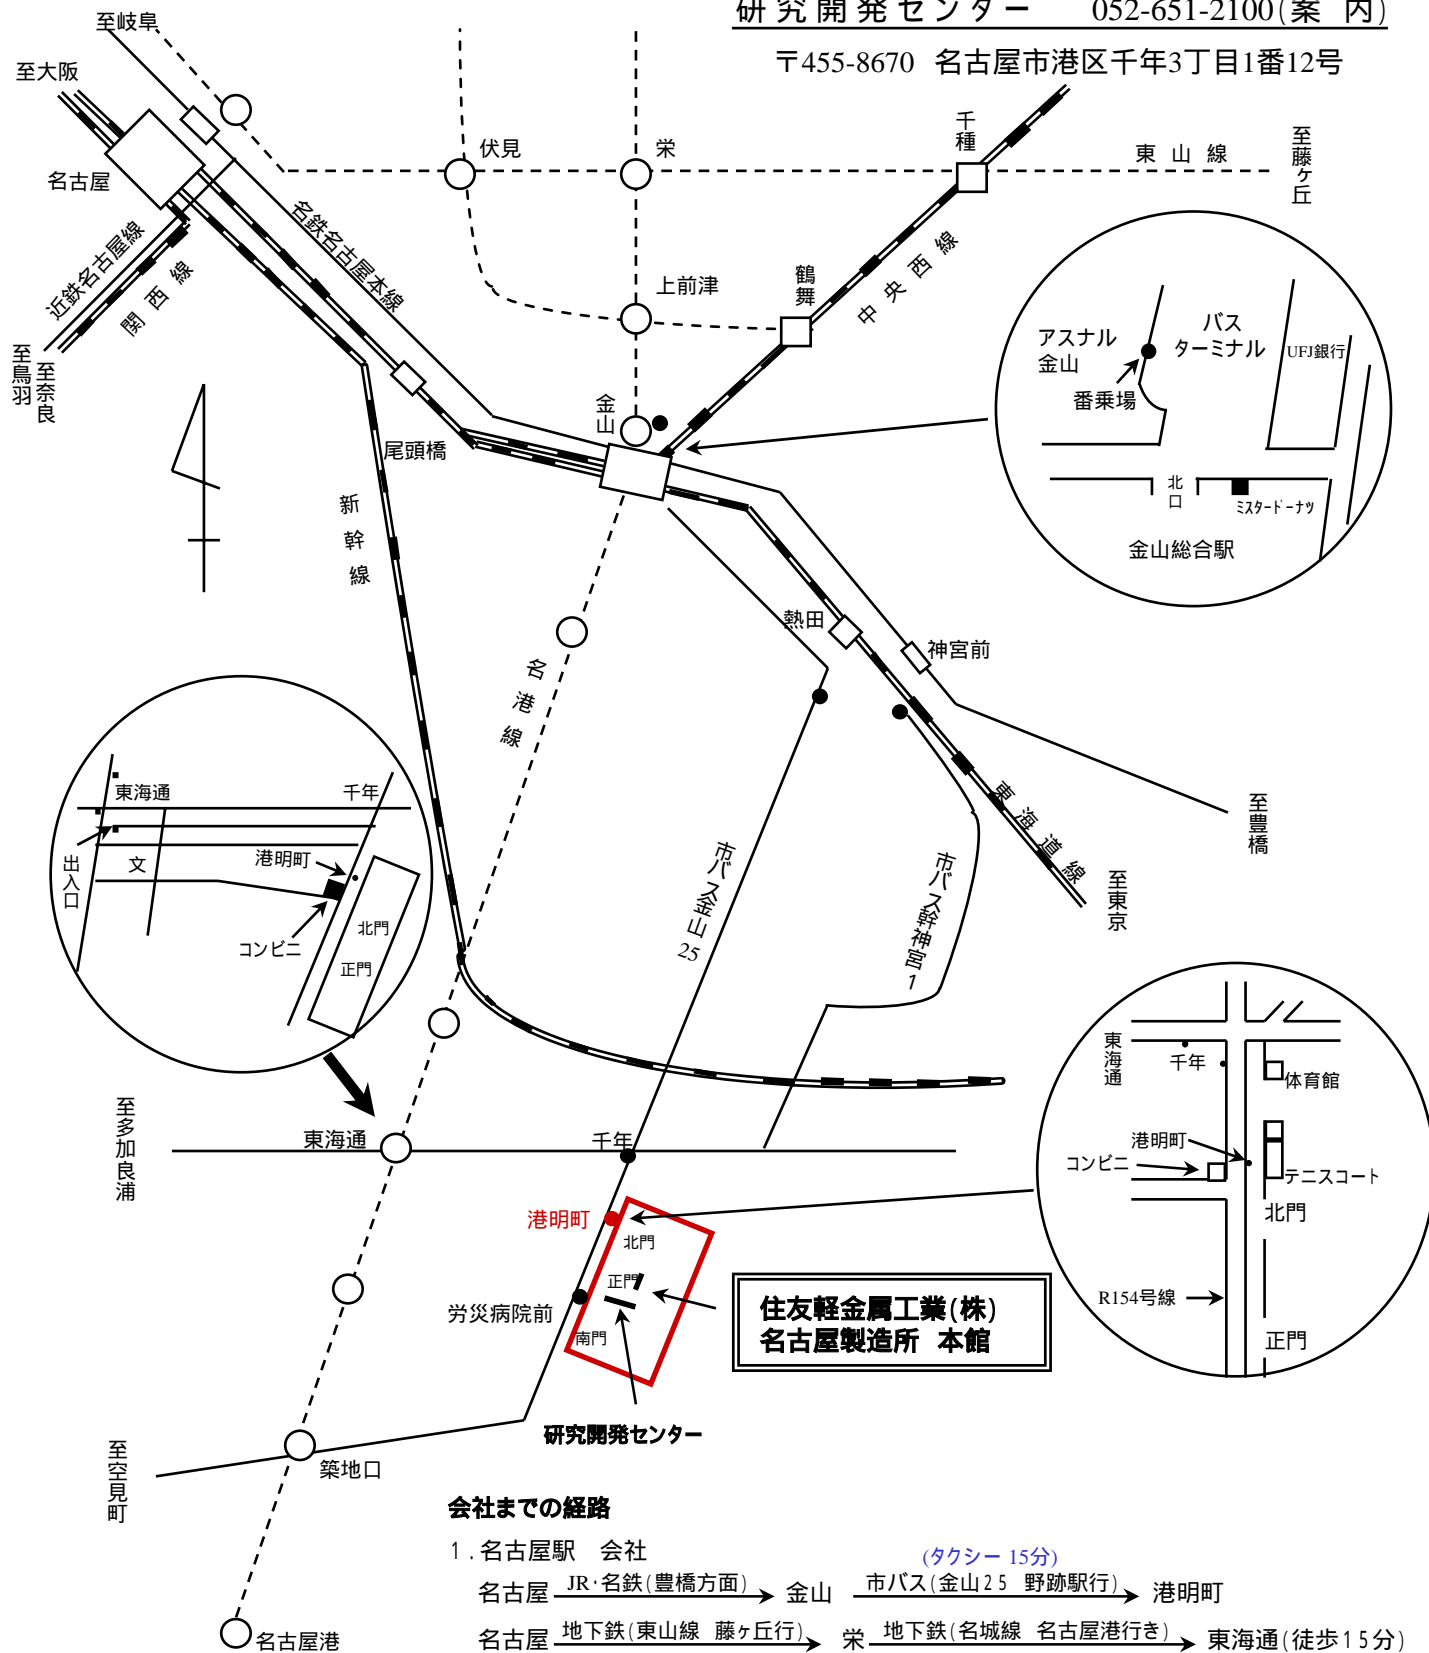 研究開発センター 052-651-2100(案 内)
〒455-8670 名古屋市港区千年3丁目1番12号
至岐阜
至大阪
名古屋
伏見
栄
千種
東山線
至藤ヶ丘
近鉄名古屋線
関西線
名鉄名古屋本線
上前津
鶴舞
中央西線
至鳥羽
至奈良
尾頭橋
金山
新幹線
アスナル
金山
バス
ターミナル
UFJ銀行
番乗場
北口
ミスタードーナツ
金山総合駅
名港線
熱田
神宮前
東海道線
至豊橋
至東京
東海通
千年
出入口
文
港明町
コンビニ
北門
正門
市バス金山25
市バス幹神宮1
東海通
千年
体育館
港明町
コンビニ
テニスコート
北門
R154号線
正門
至多加良浦
東海通
千年
港明町
北門
正門
労災病院前
南門
住友軽金属工業(株)
名古屋製造所 本館
研究開発センター
至空見町
築地口
名古屋港
会社までの経路
1.名古屋駅 会社
(タクシー 15分)
名古屋 JR·名鉄(豊橋方面) 金山 市バス(金山25 野跡駅行) 港明町
名古屋 地下鉄(東山線 藤ヶ丘行) 栄 地下鉄(名城線 名古屋港行き) 東海通(徒歩15分)